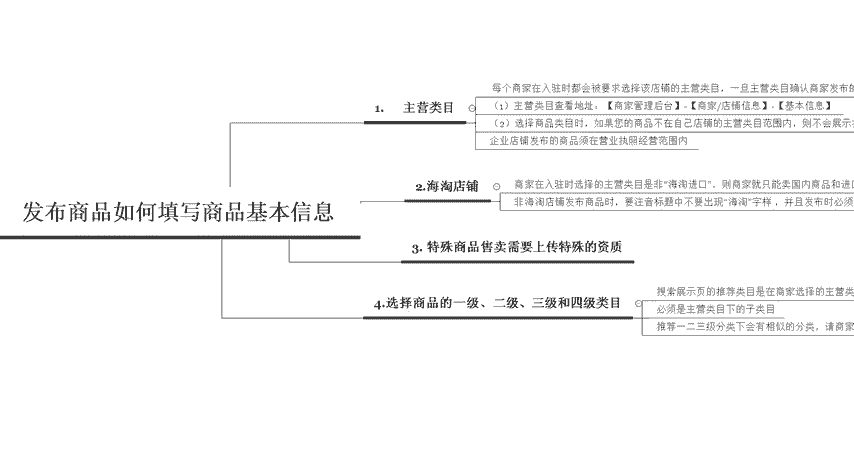 发布商品如何填写商品基本信息
1. 主营类目
每个商家在入驻时都会被要求选择该店铺的主营类目，一旦主营类目确认商家发布的
（1）主营类目查看地址：【商家管理后台】-【商家/店铺信息】-【基本信息】
（2）选择商品类目时，如果您的商品不在自己店铺的主营类目范围内，则不会展示
企业店铺发布的商品须在营业执照经营范围内
2.海淘店铺
商家在入驻时选择的主营类目是非“海淘进口”，则商家就只能卖国内商品和进口
非海淘店铺发布商品时，要注音标题中不要出现“海淘”字样，并且发布时必须
3. 特殊商品售卖需要上传特殊的资质
4.选择商品的一级、二级、三级和四级类目
搜索展示页的推荐类目是在商家选择的主营类
必须是主营类目下的子类目
推荐一二三级分类下会有相似的分类，请商家